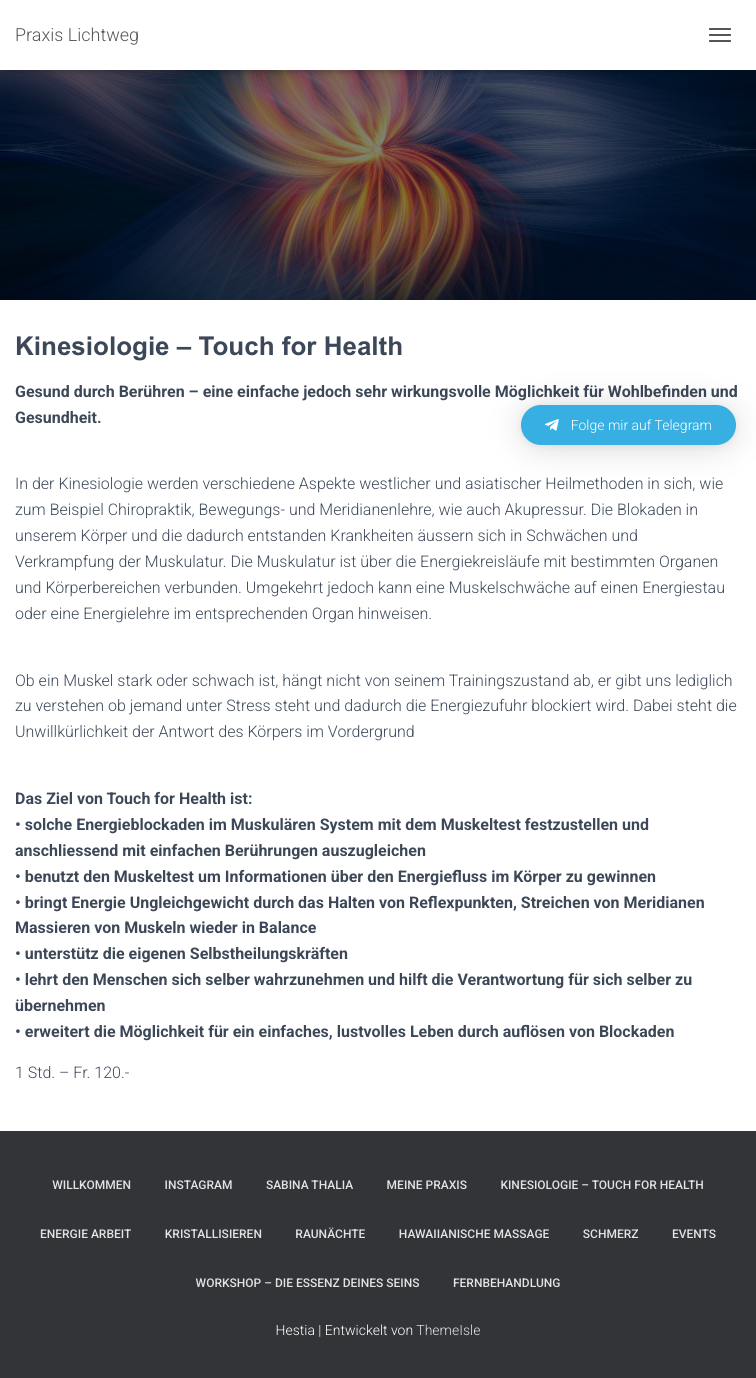 Praxis Lichtweg
Kinesiologie – Touch for Health
Gesund durch Berühren – eine einfache jedoch sehr wirkungsvolle Möglichkeit für Wohlbefinden und
Gesundheit.
Folge mir auf Telegram
In der Kinesiologie werden verschiedene Aspekte westlicher und asiatischer Heilmethoden in sich, wie
zum Beispiel Chiropraktik, Bewegungs- und Meridianenlehre, wie auch Akupressur. Die Blokaden in
unserem Körper und die dadurch entstanden Krankheiten äussern sich in Schwächen und
Verkrampfung der Muskulatur. Die Muskulatur ist über die Energiekreisläufe mit bestimmten Organen
und Körperbereichen verbunden. Umgekehrt jedoch kann eine Muskelschwäche auf einen Energiestau
oder eine Energielehre im entsprechenden Organ hinweisen.
Ob ein Muskel stark oder schwach ist, hängt nicht von seinem Trainingszustand ab, er gibt uns lediglich
zu verstehen ob jemand unter Stress steht und dadurch die Energiezufuhr blockiert wird. Dabei steht die
Unwillkürlichkeit der Antwort des Körpers im Vordergrund
Das Ziel von Touch for Health ist:
• solche Energieblockaden im Muskulären System mit dem Muskeltest festzustellen und
anschliessend mit einfachen Berührungen auszugleichen
• benutzt den Muskeltest um Informationen über den Energiefluss im Körper zu gewinnen
• bringt Energie Ungleichgewicht durch das Halten von Reflexpunkten, Streichen von Meridianen
Massieren von Muskeln wieder in Balance
• unterstütz die eigenen Selbstheilungskräften
• lehrt den Menschen sich selber wahrzunehmen und hilft die Verantwortung für sich selber zu
übernehmen
• erweitert die Möglichkeit für ein einfaches, lustvolles Leben durch auflösen von Blockaden
1 Std. – Fr. 120.-
WILLKOMMEN INSTAGRAM SABINA THALIA MEINE PRAXIS KINESIOLOGIE – TOUCH FOR HEALTH
ENERGIE ARBEIT KRISTALLISIEREN RAUNÄCHTE HAWAIIANISCHE MASSAGE SCHMERZ EVENTS
WORKSHOP – DIE ESSENZ DEINES SEINS FERNBEHANDLUNG
Hestia | Entwickelt von ThemeIsle